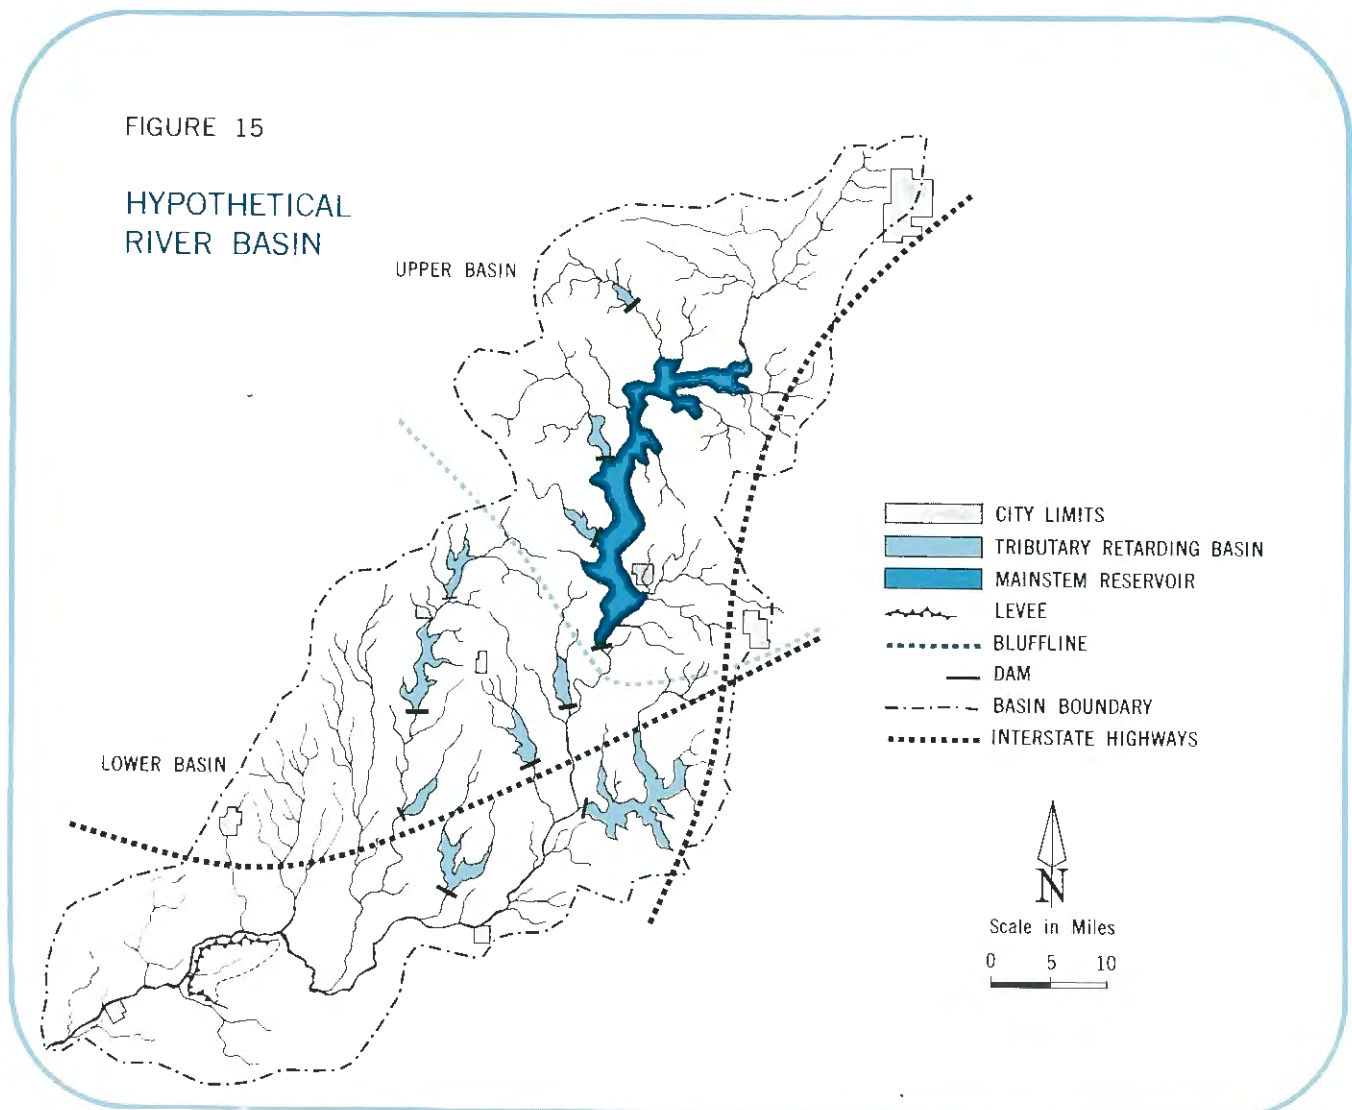 FIGURE 15
HYPOTHETICAL
RIVER BASIN
UPPER BASIN
LOWER BASIN
CITY LIMITS
TRIBUTARY RETARDING BASIN
MAINSTEM RESERVOIR
LEVEE
BLUFFLINE
DAM
BASIN BOUNDARY
INTERSTATE HIGHWAYS
N
Scale in Miles
0 5 10